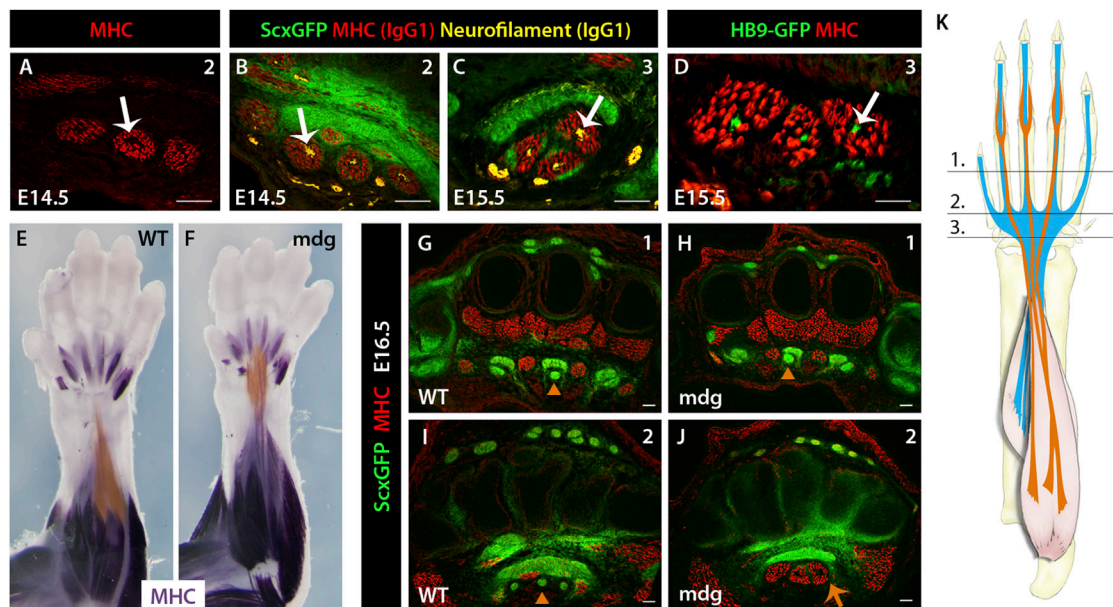 MHC
ScxGFP MHC (IgG1) Neurofilament (IgG1)
HB9-GFP MHC
K
A
2
B
2
C
3
D
3
E14.5
E14.5
E15.5
E15.5
1.
2.
3.
E
WT
F
mdg
MHC
ScxGFP MHC E16.5
G
1
H
1
WT
mdg
I
2
J
2
WT
mdg